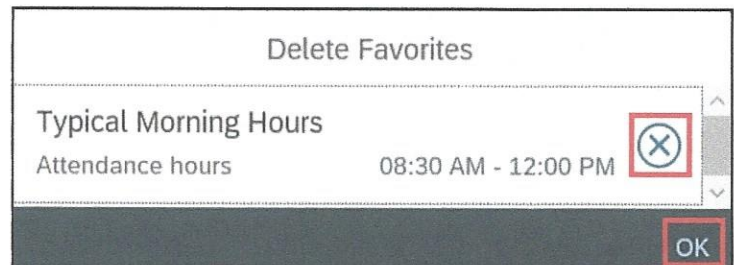 Delete Favorites
Typical Morning Hours
Attendance hours 08:30 AM - 12:00 PM
OK